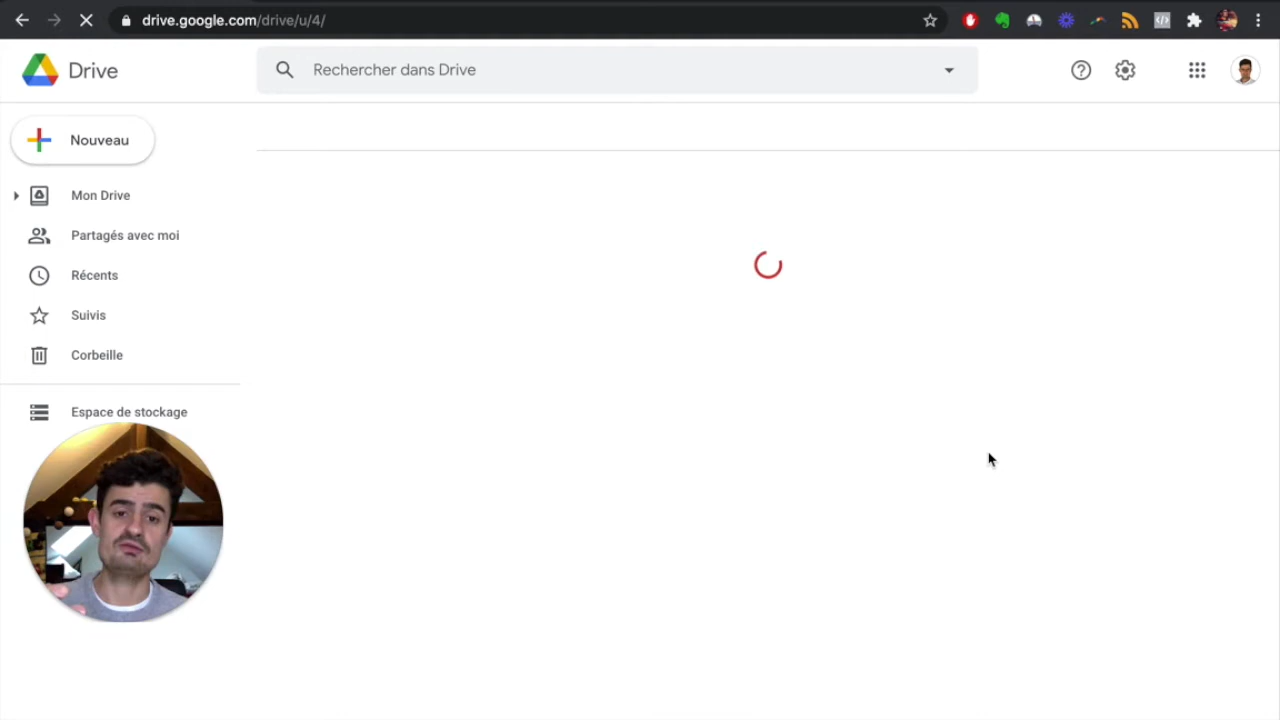 drive.google.com/drive/u/4/
Drive
Rechercher dans Drive
Nouveau
Mon Drive
Partagés avec moi
Récents
Suivis
Corbeille
Espace de stockage